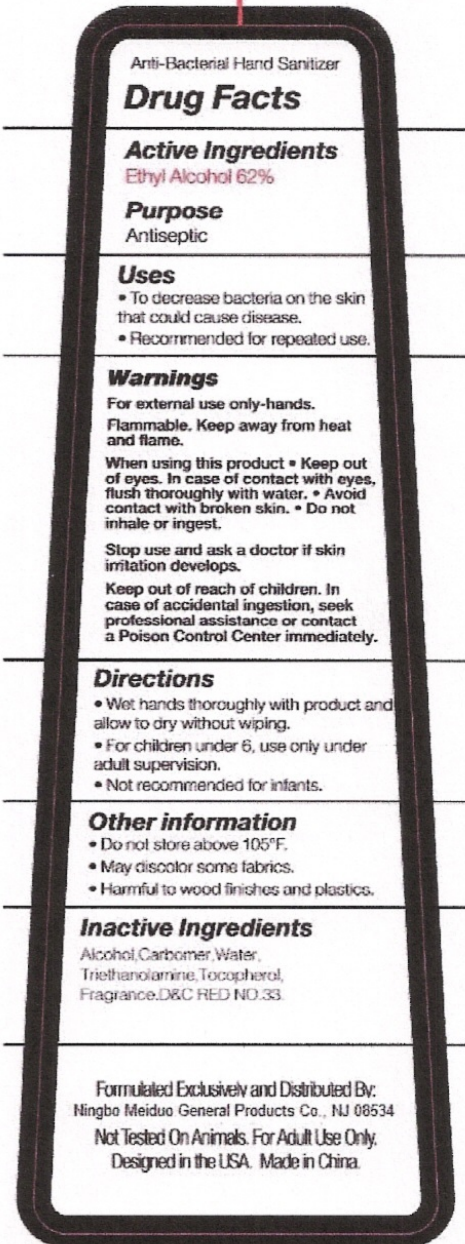 Anti-Bacterial Hand Sanitizer
Drug Facts
Active Ingredients
Ethyl Alcohol 62%
Purpose
Antiseptic
Uses
• To decrease bacteria on the skin
that could cause disease.
• Recommended for repeated use.
Warnings
For external use only-hands.
Flammable. Keep away from heat
and flame.
When using this product • Keep out
of eyes. In case of contact with eyes,
flush thoroughly with water. • Avoid
contact with broken skin. • Do not
inhale or ingest.
Stop use and ask a doctor if skin
irritation develops.
Keep out of reach of children. In
case of accidental ingestion, seek
professional assistance or contact
a Poison Control Center immediately.
Directions
• Wet hands thoroughly with product and
allow to dry without wiping.
• For children under 6, use only under
adult supervision.
• Not recommended for infants.
Other information
• Do not store above 105°F.
• May discolor some fabrics.
• Harmful to wood finishes and plastics.
Inactive Ingredients
Alcohol,Carbomer,Water,
Triethanolamine,Tocopherol,
Fragrance.D&C RED NO.33.
Formulated Exclusively and Distributed By:
Ningbo Meiduo General Products Co., NJ 08534
Not Tested On Animals. For Adult Use Only.
Designed in the USA. Made in China.